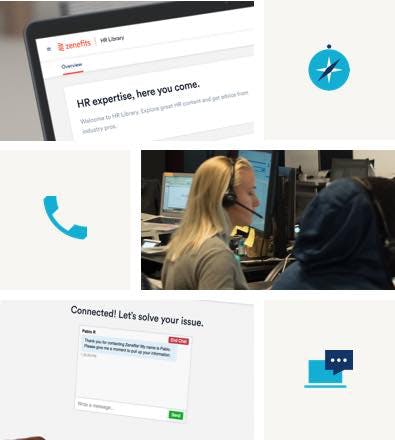 zenefits HR Library
Overview
HR expertise, here you come.
Welcome to HR Library. Explore great HR content and get advice from
industry pros.
Connected! Let's solve your issue.
Pablo R
End Chat
Thank you for contacting Zenefits! My name is Pablo.
Please give me a moment to pull up your information.
Write a message...
Send